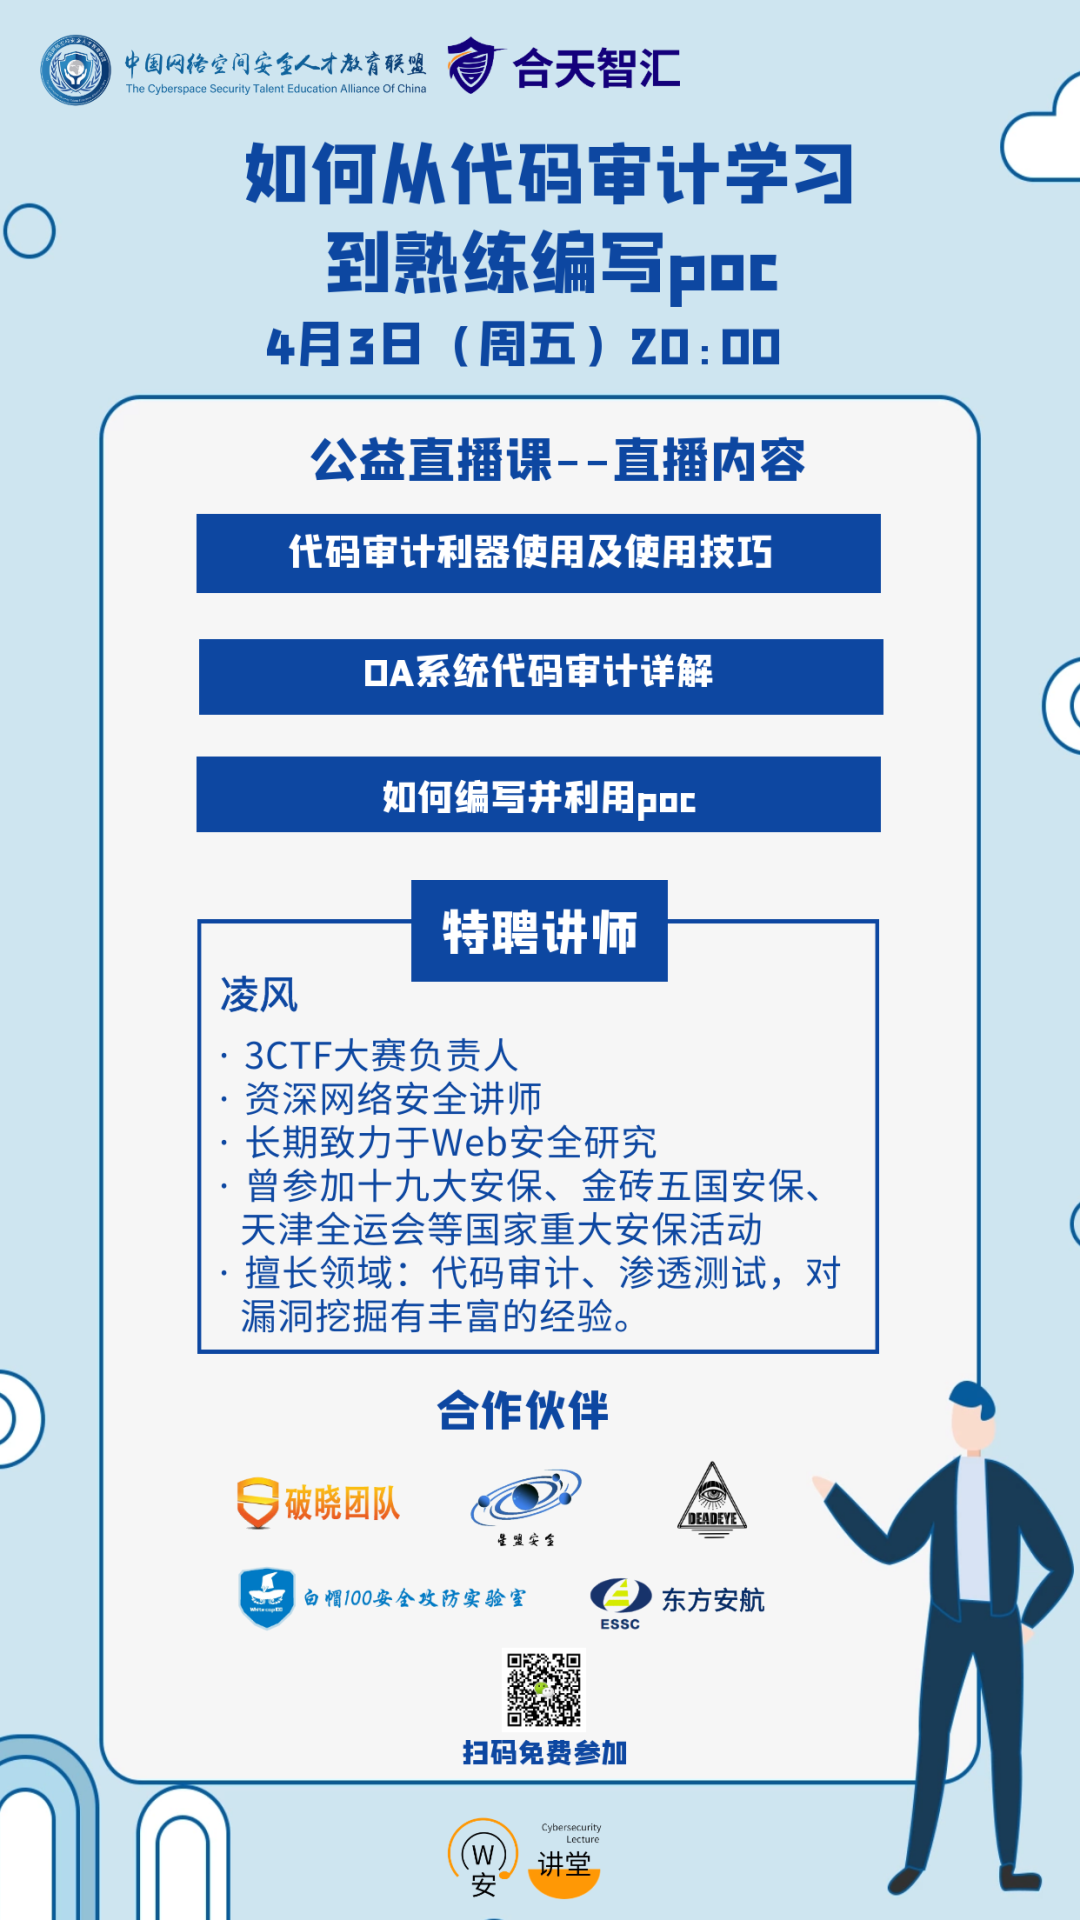 中国网络空间安全人才教育联盟
The Cyberspace Security Talent Education Alliance Of China
合天智汇
如何从代码审计学习
到熟练编写poc
4月3日（周五）20:00
公益直播课--直播内容
代码审计利器使用及使用技巧
OA系统代码审计详解
如何编写并利用poc
特聘讲师
凌风
· 3CTF大赛负责人
· 资深网络安全讲师
· 长期致力于Web安全研究
· 曾参加十九大安保、金砖五国安保、
天津全运会等国家重大安保活动
· 擅长领域：代码审计、渗透测试，对
漏洞挖掘有丰富的经验。
合作伙伴
破晓团队
星盟安全
DEADEYE
白帽100安全攻防实验室
ESSC
东方安航
扫码免费参加
W
安
Cybersecurity
Lecture
讲堂